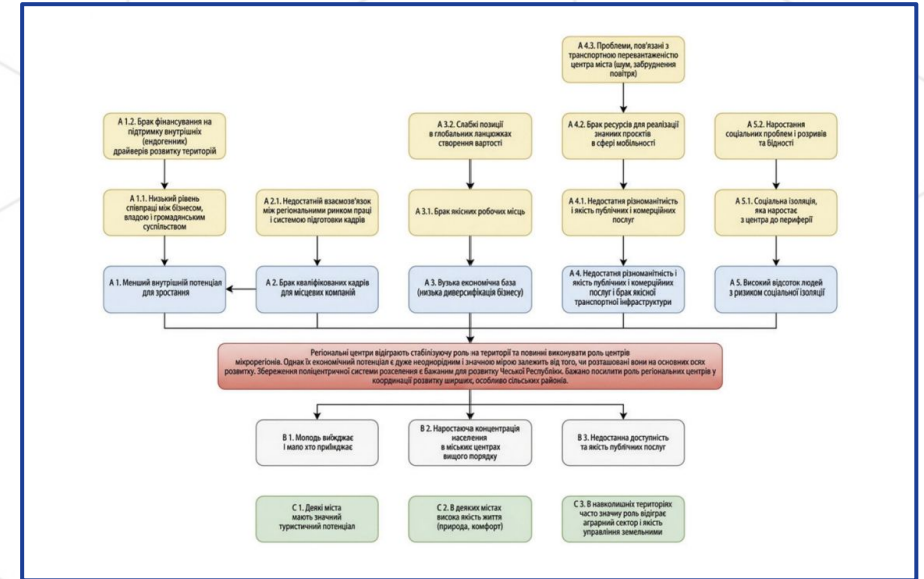 А 4.3. Проблеми, пов'язані з
транспортною перевантаженістю
центра міста (шум, забруднення
повітря)
А 1.2. Брак фінансування на
підтримку внутрішніх
(ендогенник)
драйверів розвитку територій
А 3.2. Слабкі позиції
в глобальних ланцюжках
створення вартості
А 4.2. Брак ресурсів для реалізації
знаних проєктів
в сфері мобільності
А 5.2. Наростання
соціальних проблем і розривів
та бідності
А 1.1. Низький рівень
співпраці між бізнесом,
владою і громадянським
суспільством
А 2.1. Недостатній взаємозв'язок
між регіональними ринком праці
і системою підготовки кадрів
А 3.1. Брак якісних робочих місць
А 4.1. Недостатня різноманітність
і якість публічних і комерційних
послуг
А 5.1. Соціальна ізоляція,
яка наростає
з центра до периферії
А 1. Менший внутрішній потенціал
для зростання
А 2. Брак кваліфікованих кадрів
для місцевих компаній
А 3. Вузька економічна база
(низька диверсифікація бізнесу)
А 4. Недостатня різноманітність і
якість публічних і комерційних
послуг і брак якісної
транспортної інфраструктури
А 5. Високий відсоток людей
з ризиком соціальної ізоляції
Регіональні центри відіграють стабілізуючу роль на території та повинні виконувати роль центрів
мікрорегіонів. Однак їх економічний потенціал є дуже неоднорідним і значною мірою залежить від того, чи розташовані вони на основних осях
розвитку. Збереження поліцентричної системи розселення є бажаним для розвитку Чеської Республіки. Бажано посилити роль регіональних центрів у
координації розвитку ширших, особливо сільських районів.
В 1. Молодь виїжджає
і мало хто приїжджає
В 2. Наростаюча концентрація
населення
в міських центрах
вищого порядку
В 3. Недостанна доступність
та якість публічних послуг
С 1. Деякі міста
мають значний
туристичний потенціал
С 2. В деяких містах
висока якість життя
(природа, комфорт)
С 3. В навколишніх територіях
часто значну роль відіграє
аграрний сектор і якість
управління земельними